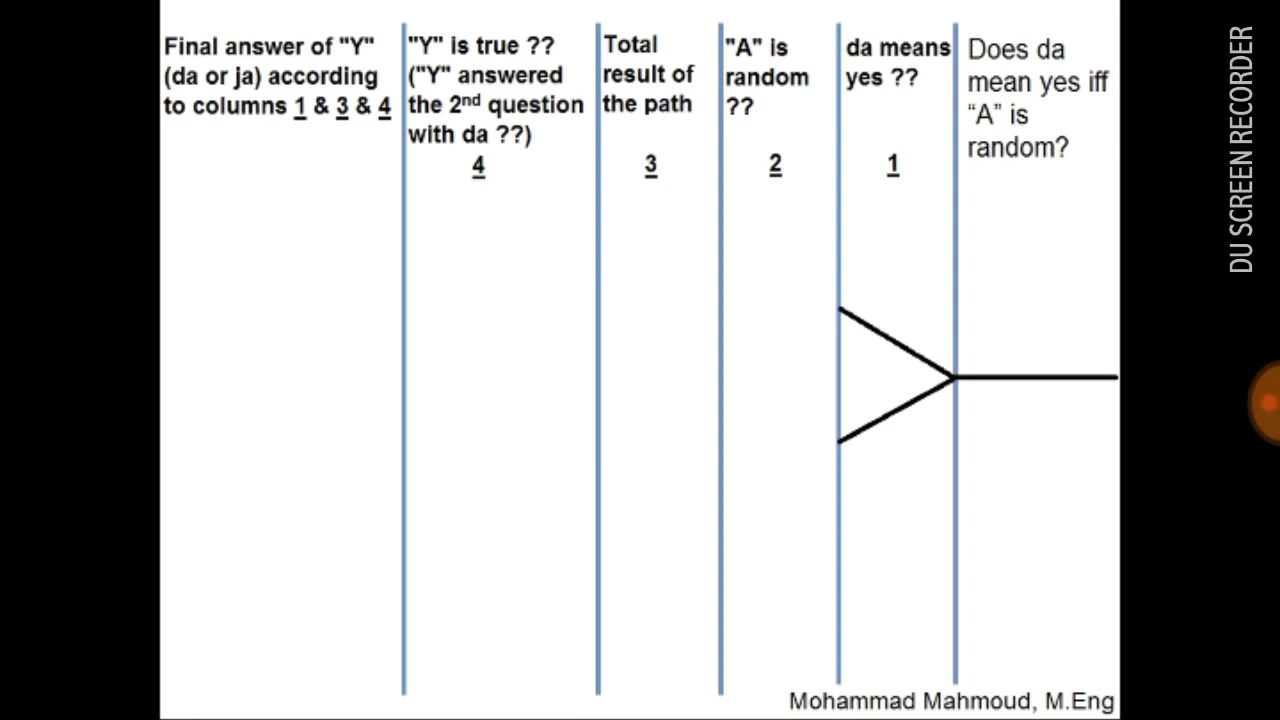 Final answer of "Y"
(da or ja) according
to columns 1 & 3 & 4
"Y" is true ??
("Y" answered
the 2nd question
with da ??)
4
Total
result of
the path
3
"A" is
random
??
2
da means
yes ??
1
Does da
mean yes iff
“A” is
random?
Mohammad Mahmoud, M.Eng
DU SCREEN RECORDER